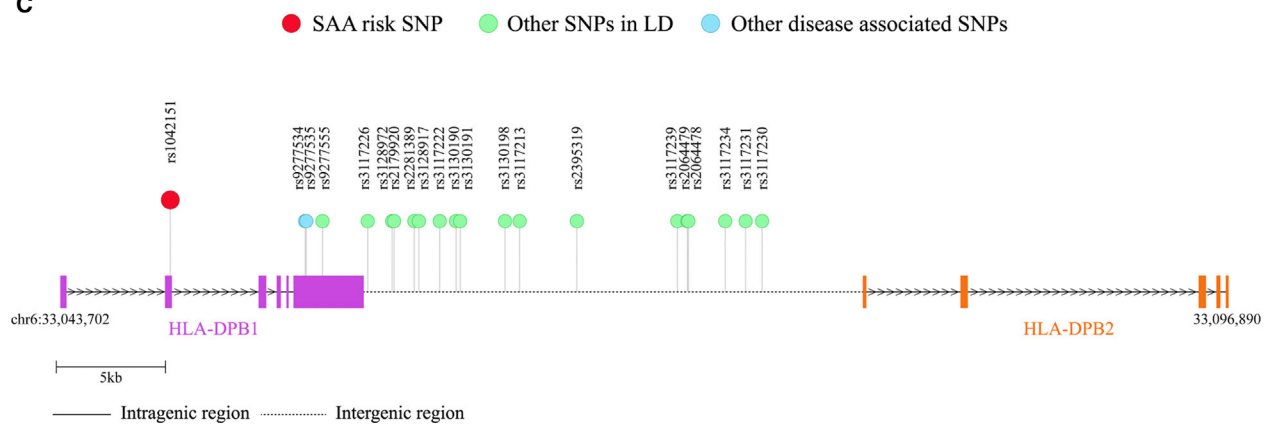 C
SAA risk SNP
Other SNPs in LD
Other disease associated SNPs
rs1042151
rs9277534
rs9277535
rs9277555
rs3117226
rs3128972
rs2179920
rs2281389
rs3128917
rs3117222
rs3130190
rs3130191
rs3130198
rs3117213
rs2395319
rs3117239
rs2064479
rs2064478
rs3117234
rs3117231
rs3117230
chr6:33,043,702
HLA-DPB1
HLA-DPB2
33,096,890
5kb
Intragenic region
Intergenic region